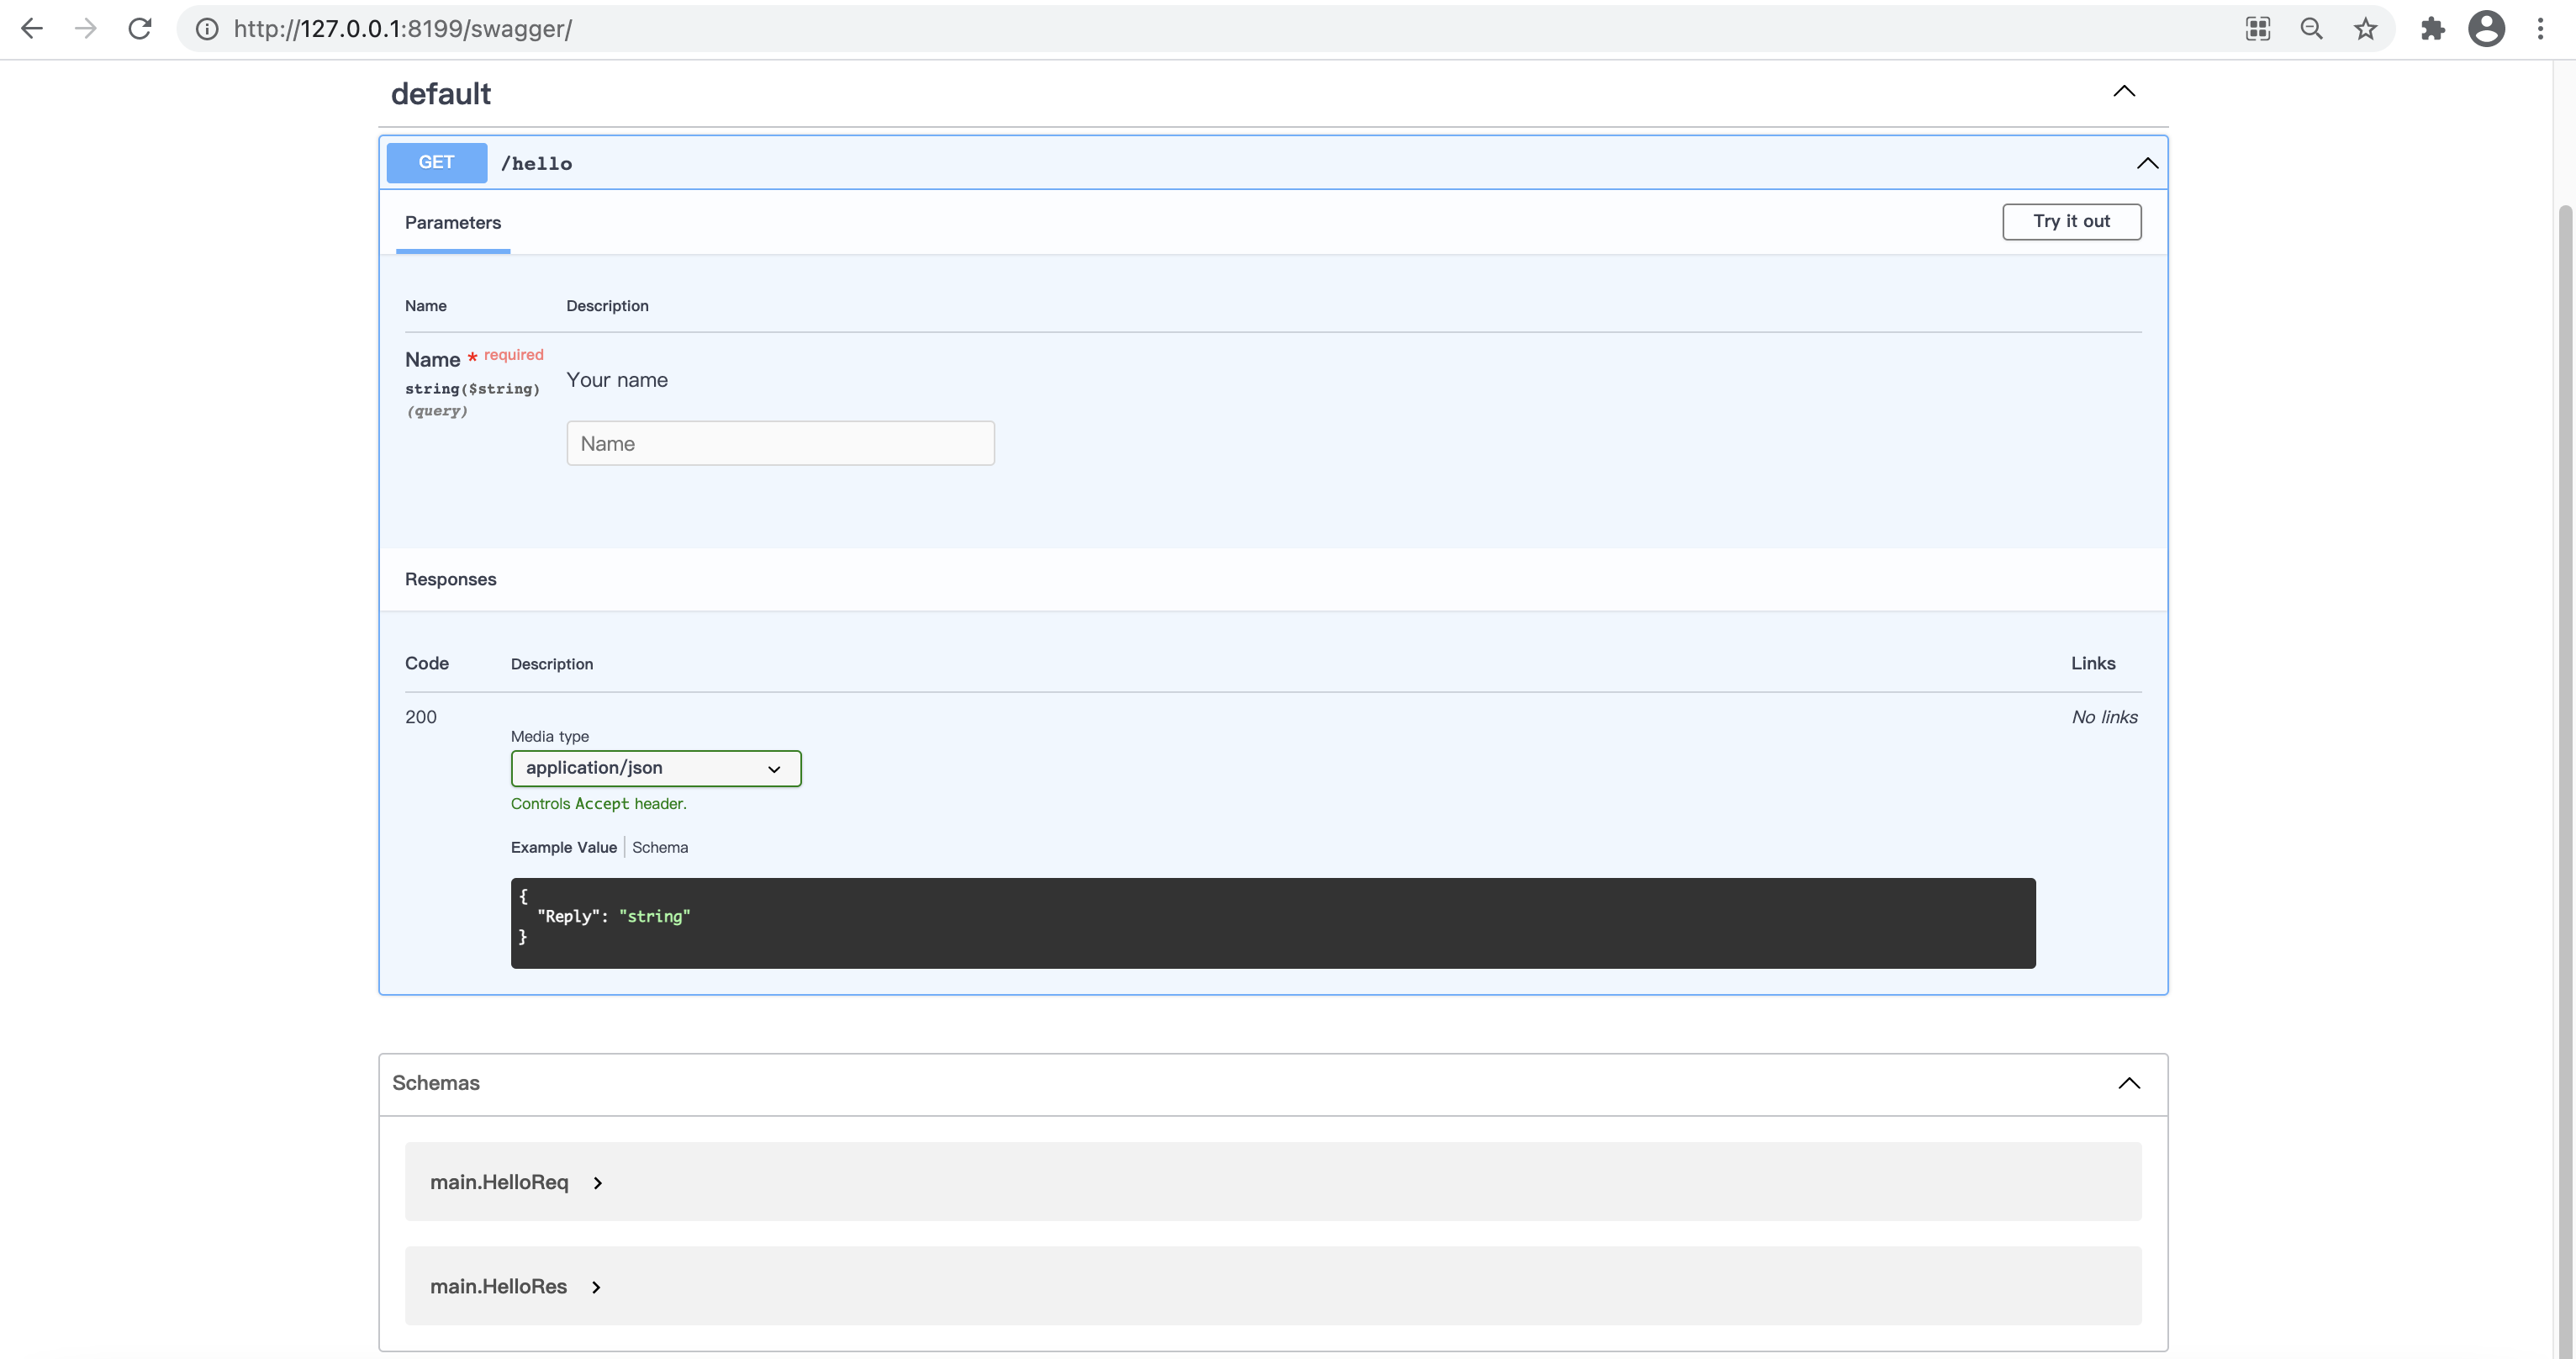 http://127.0.0.1:8199/swagger/
default
GET /hello
Parameters
Try it out
Name Description
Name * required
string($string)
(query)
Your name
Name
Responses
Code Description Links
200 No links
Media type
application/json
Controls Accept header.
Example Value Schema
{
"Reply": "string"
}
Schemas
main.HelloReq
main.HelloRes